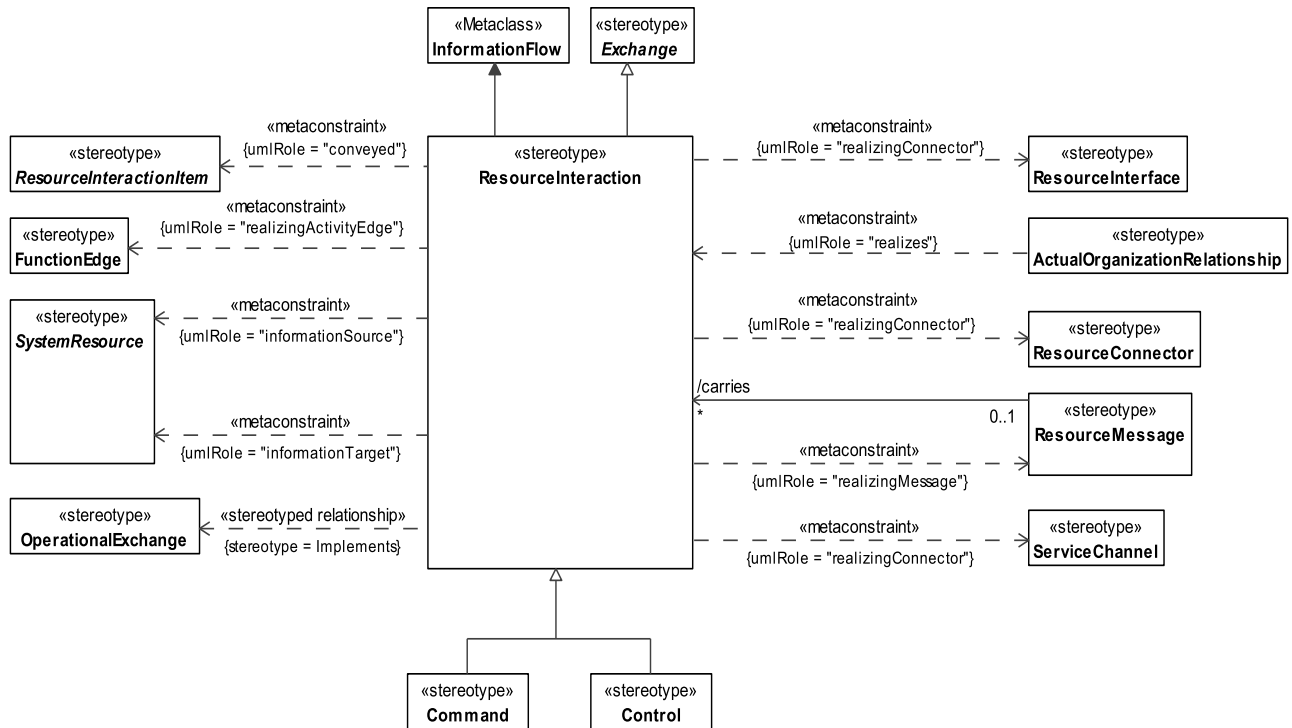 «Metaclass»
InformationFlow
«stereotype»
Exchange
«stereotype»
ResourceInteraction
«metaconstraint»
{umlRole = "conveyed"}
«stereotype»
ResourceInteractionItem
«metaconstraint»
{umlRole = "realizingActivityEdge"}
«stereotype»
FunctionEdge
«metaconstraint»
{umlRole = "informationSource"}
«stereotype»
SystemResource
«metaconstraint»
{umlRole = "informationTarget"}
«stereotyped relationship»
{stereotype = Implements}
«stereotype»
OperationalExchange
«metaconstraint»
{umlRole = "realizingConnector"}
«stereotype»
ResourceInterface
«metaconstraint»
{umlRole = "realizes"}
«stereotype»
ActualOrganizationRelationship
«metaconstraint»
{umlRole = "realizingConnector"}
«stereotype»
ResourceConnector
/carries
*
0..1
«stereotype»
ResourceMessage
«metaconstraint»
{umlRole = "realizingMessage"}
«metaconstraint»
{umlRole = "realizingConnector"}
«stereotype»
ServiceChannel
«stereotype»
Command
«stereotype»
Control